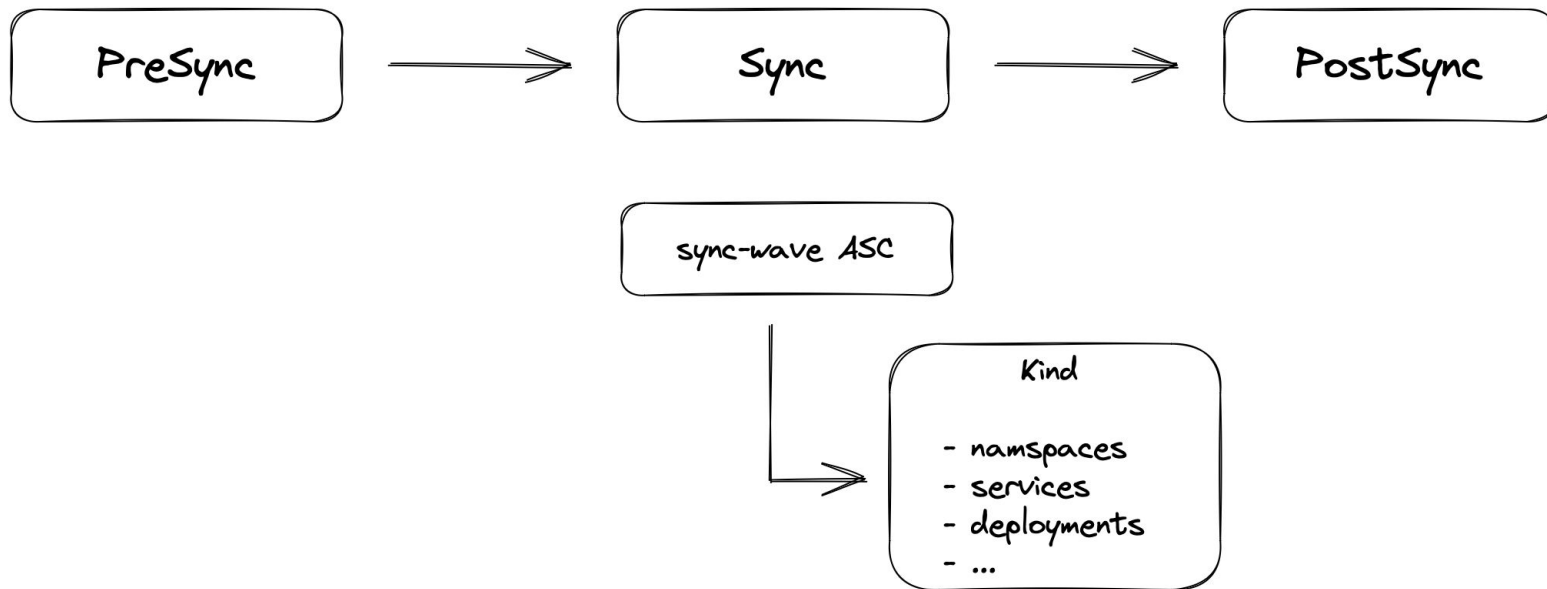 PreSync
Sync
PostSync
sync-wave ASC
Kind
- namspaces
- services
- deployments
- ...